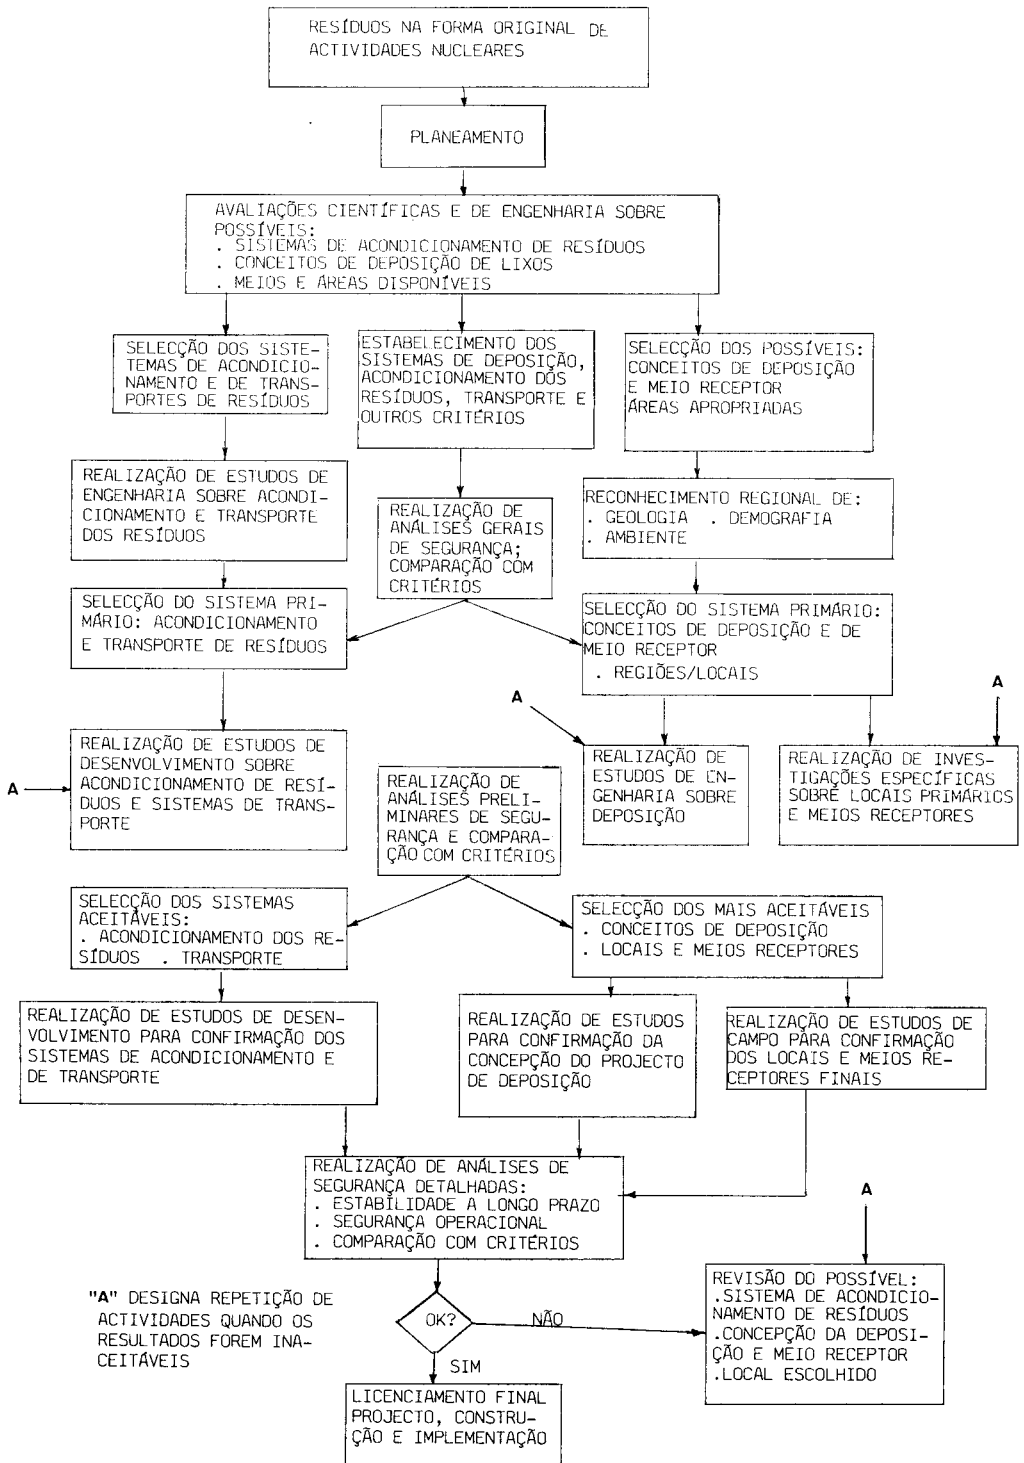 RESÍDUOS NA FORMA ORIGINAL DE
ACTIVIDADES NUCLEARES
PLANEAMENTO
AVALIAÇÕES CIENTÍFICAS E DE ENGENHARIA SOBRE
POSSÍVEIS:
. SISTEMAS DE ACONDICIONAMENTO DE RESÍDUOS
. CONCEITOS DE DEPOSIÇÃO DE LIXOS
. MEIOS E ÁREAS DISPONÍVEIS
SELECÇÃO DOS SISTE-
TEMAS DE ACONDICIO-
NAMENTO E DE TRANS-
PORTES DE RESÍDUOS
ESTABELECIMENTO DOS
SISTEMAS DE DEPOSIÇÃO,
ACONDICIONAMENTO DOS
RESÍDUOS, TRANSPORTE E
OUTROS CRITÉRIOS
SELECÇÃO DOS POSSÍVEIS:
CONCEITOS DE DEPOSIÇÃO
E MEIO RECEPTOR
ÁREAS APROPRIADAS
REALIZAÇÃO DE ESTUDOS DE
ENGENHARIA SOBRE ACONDI-
CIONAMENTO E TRANSPORTE
DOS RESÍDUOS
REALIZAÇÃO DE
ANÁLISES GERAIS
DE SEGURANÇA;
COMPARAÇÃO COM
CRITÉRIOS
RECONHECIMENTO REGIONAL DE:
. GEOLOGIA . DEMOGRAFIA
. AMBIENTE
SELECÇÃO DO SISTEMA PRI-
MÁRIO: ACONDICIONAMENTO
E TRANSPORTE DE RESÍDUOS
SELECÇÃO DO SISTEMA PRIMÁRIO:
CONCEITOS DE DEPOSIÇÃO E DE
MEIO RECEPTOR
. REGIÕES/LOCAIS
A
A
A
REALIZAÇÃO DE ESTUDOS DE
DESENVOLVIMENTO SOBRE
ACONDICIONAMENTO DE RESÍ-
DUOS E SISTEMAS DE TRANS-
PORTE
REALIZAÇÃO DE
ANÁLISES PRELI-
MINARES DE SEGU-
RANÇA E COMPARA-
ÇÃO COM CRITÉRIOS
REALIZAÇÃO DE
ESTUDOS DE EN-
GENHARIA SOBRE
DEPOSIÇÃO
REALIZAÇÃO DE INVES-
TIGAÇÕES ESPECÍFICAS
SOBRE LOCAIS PRIMÁRIOS
E MEIOS RECEPTORES
SELECÇÃO DOS SISTEMAS
ACEITÁVEIS:
. ACONDICIONAMENTO DOS RE-
SÍDUOS . TRANSPORTE
SELECÇÃO DOS MAIS ACEITÁVEIS
. CONCEITOS DE DEPOSIÇÃO
. LOCAIS E MEIOS RECEPTORES
REALIZAÇÃO DE ESTUDOS DE DESEN-
VOLVIMENTO PARA CONFIRMAÇÃO DOS
SISTEMAS DE ACONDICIONAMENTO E
DE TRANSPORTE
REALIZAÇÃO DE ESTUDOS
PARA CONFIRMAÇÃO DA
CONCEPÇÃO DO PROJECTO
DE DEPOSIÇÃO
REALIZAÇÃO DE ESTUDOS DE
CAMPO PARA CONFIRMAÇÃO
DOS LOCAIS E MEIOS RE-
CEPTORES FINAIS
REALIZAÇÃO DE ANÁLISES DE
SEGURANÇA DETALHADAS:
. ESTABILIDADE A LONGO PRAZO
. SEGURANÇA OPERACIONAL
. COMPARAÇÃO COM CRITÉRIOS
A
"A" DESIGNA REPETIÇÃO DE
ACTIVIDADES QUANDO OS
RESULTADOS FOREM INA-
CEITÁVEIS
OK?
NÃO
SIM
REVISÃO DO POSSÍVEL:
.SISTEMA DE ACONDICIO-
NAMENTO DE RESÍDUOS
.CONCEPÇÃO DA DEPOSI-
ÇÃO E MEIO RECEPTOR
.LOCAL ESCOLHIDO
LICENCIAMENTO FINAL
PROJECTO, CONSTRU-
ÇÃO E IMPLEMENTAÇÃO